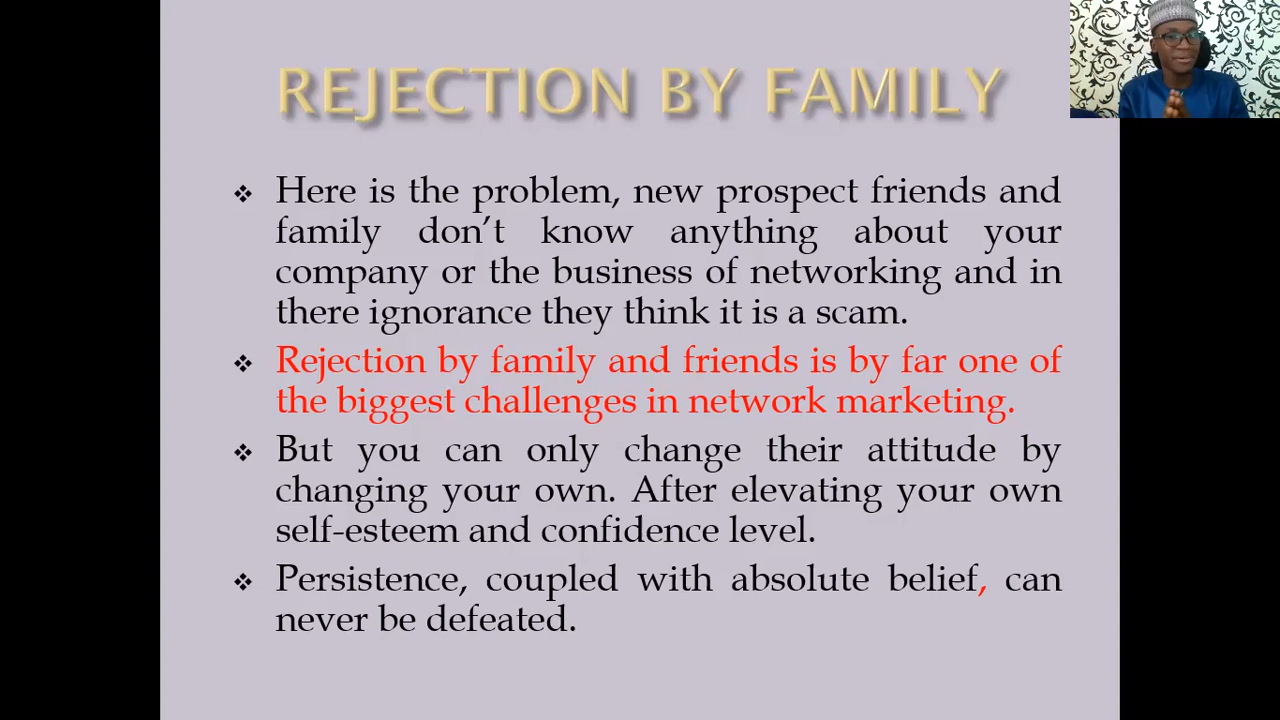 REJECTION BY FAMILY
❖ Here is the problem, new prospect friends and
family don’t know anything about your
company or the business of networking and in
there ignorance they think it is a scam.
❖ Rejection by family and friends is by far one of
the biggest challenges in network marketing.
❖ But you can only change their attitude by
changing your own. After elevating your own
self-esteem and confidence level.
❖ Persistence, coupled with absolute belief, can
never be defeated.